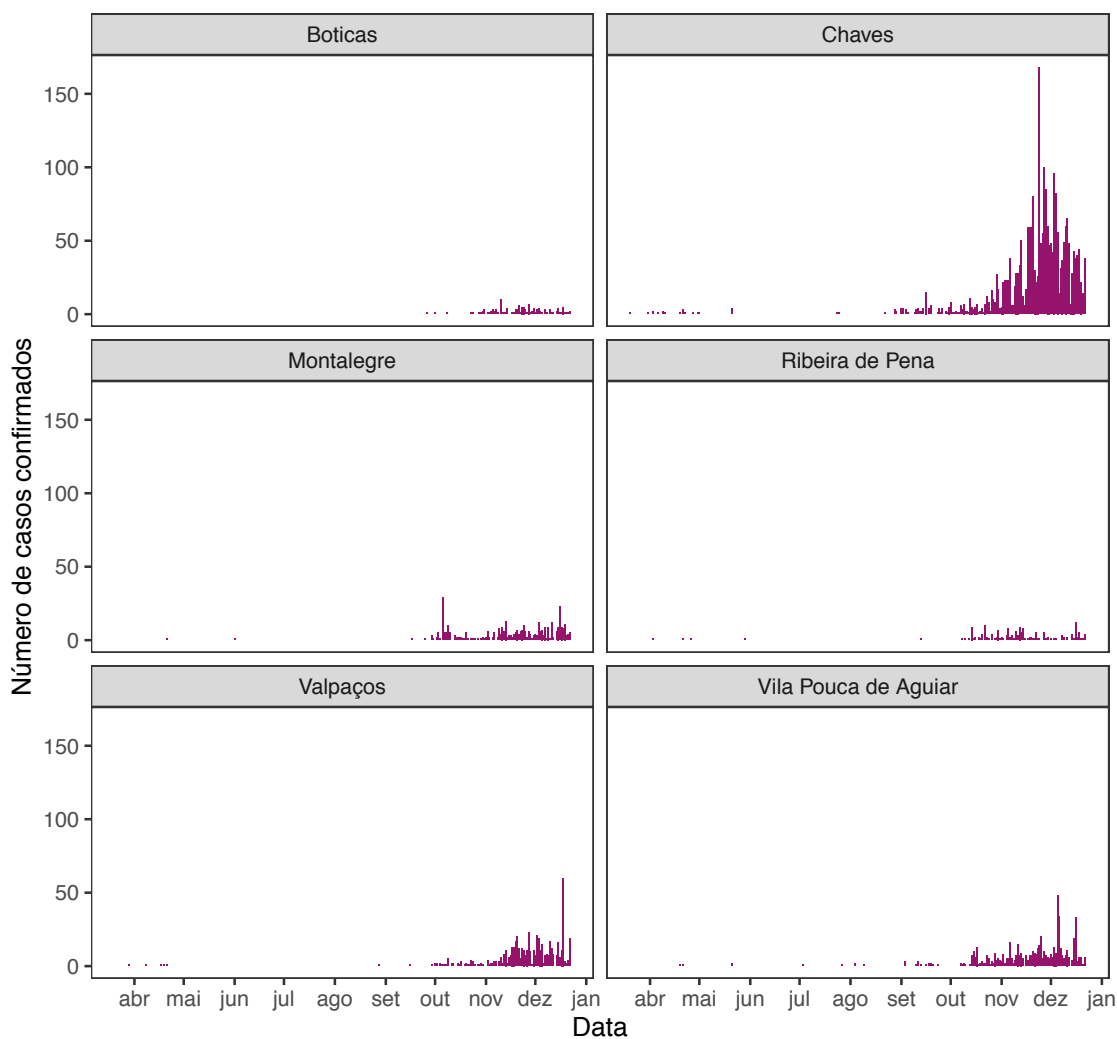 Boticas
Chaves
150
100
50
0
Montalegre
Ribeira de Pena
150
100
50
0
Valpaços
Vila Pouca de Aguiar
150
100
50
0
abr mai jun jul ago set out nov dez jan
abr mai jun jul ago set out nov dez jan
Data
Número de casos confirmados